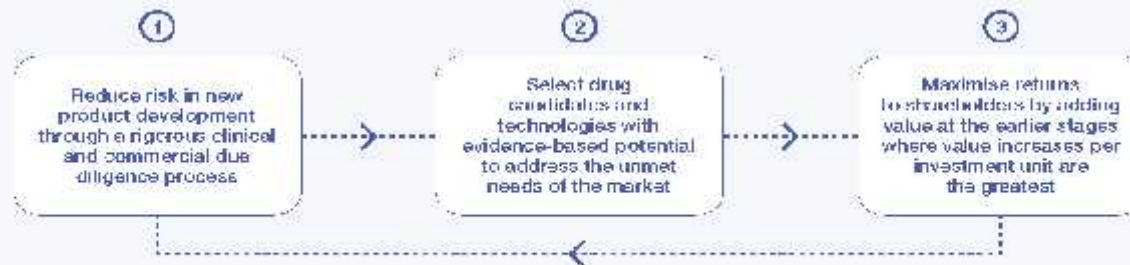 1
Reduce risk in new
product development
through a rigorous clinical
and commercial due
diligence process
2
Select drug
candidates and
technologies with
evidence-based potential
to address the unmet
needs of the market
3
Maximise returns
to shareholders by adding
value at the earlier stages
where value increases per
investment unit are
the greatest